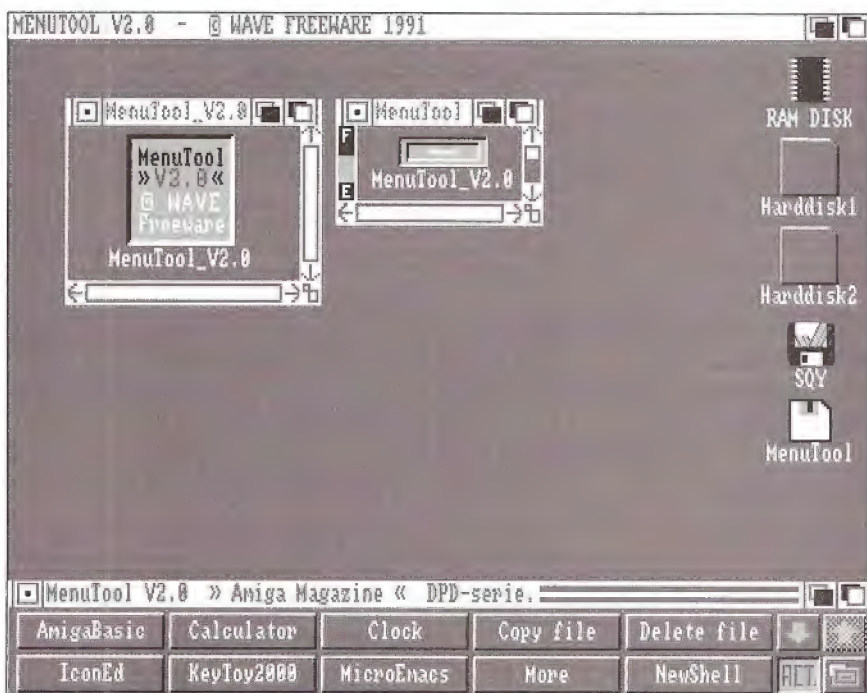 MENUTOOL V2.0 - © WAVE FREEWARE 1991
MenuTool_V2.0
MenuTool
RAM DISK
MenuTool
»V2.0«
© WAVE
Freeware
MenuTool_V2.0
F
E
MenuTool_V2.0
Harddisk1
Harddisk2
SQY
MenuTool
MenuTool V2.0 » Amiga Magazine « DPD-serie.
AmigaBasic Calculator Clock Copy file Delete file
IconEd KeyToy2000 MicroEmacs More NewShell RET.